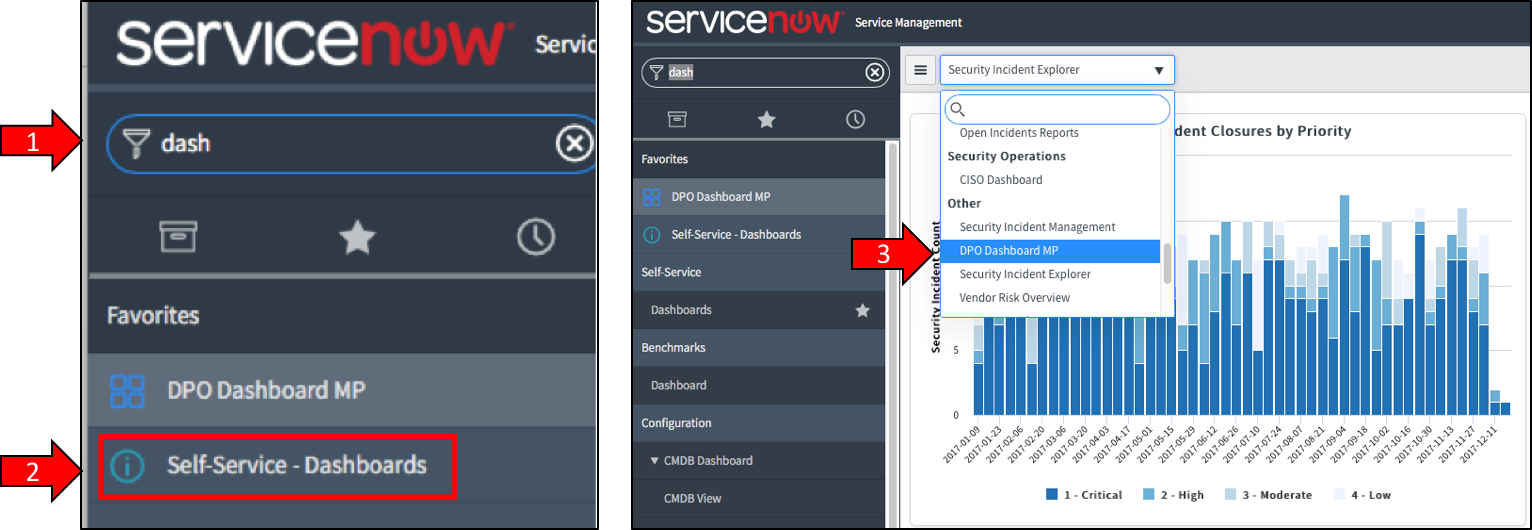 servicenow
Servic
1
dash
Favorites
DPO Dashboard MP
2
Self-Service - Dashboards
servicenow Service Management
dash
Favorites
DPO Dashboard MP
Self-Service - Dashboards
Self-Service
Dashboards
Benchmarks
Dashboard
Configuration
CMDB Dashboard
CMDB View
Security Incident Explorer
Open Incidents Reports
Security Operations
CISO Dashboard
Other
Security Incident Management
3
DPO Dashboard MP
Security Incident Explorer
Vendor Risk Overview
dent Closures by Priority
Security Incident Count
5
0
2017-01-09
2017-01-23
2017-02-06
2017-02-20
2017-03-06
2017-03-20
2017-04-03
2017-04-17
2017-05-01
2017-05-15
2017-05-29
2017-06-12
2017-06-26
2017-07-10
2017-07-24
2017-08-07
2017-08-21
2017-09-04
2017-09-18
2017-10-02
2017-10-16
2017-10-30
2017-11-13
2017-11-27
2017-12-11
1 - Critical 2 - High 3 - Moderate 4 - Low